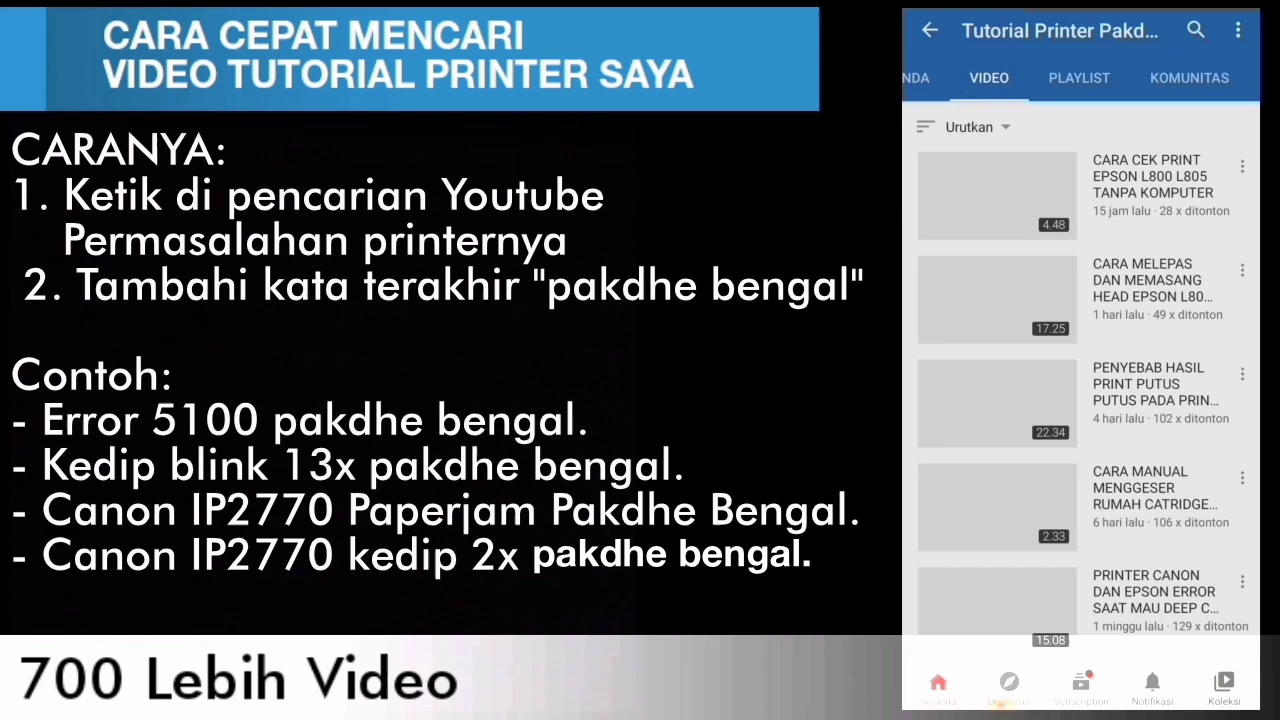 CARA CEPAT MENCARI
VIDEO TUTORIAL PRINTER SAYA
CARANYA:
1. Ketik di pencarian Youtube
Permasalahan printernya
2. Tambahi kata terakhir "pakdhe bengal"
Contoh:
- Error 5100 pakdhe bengal.
- Kedip blink 13x pakdhe bengal.
- Canon IP2770 Paperjam Pakdhe Bengal.
- Canon IP2770 kedip 2x pakdhe bengal.
700 Lebih Video
Tutorial Printer Pakd...
NDA VIDEO PLAYLIST KOMUNITAS
Urutkan
CARA CEK PRINT
EPSON L800 L805
TANPA KOMPUTER
15 jam lalu · 28 x ditonton
4.48
CARA MELEPAS
DAN MEMASANG
HEAD EPSON L80...
1 hari lalu · 49 x ditonton
17.25
PENYEBAB HASIL
PRINT PUTUS
PUTUS PADA PRIN...
4 hari lalu · 102 x ditonton
22.34
CARA MANUAL
MENGGESER
RUMAH CATRIDGE...
6 hari lalu · 106 x ditonton
2.33
PRINTER CANON
DAN EPSON ERROR
SAAT MAU DEEP C...
1 minggu lalu · 129 x ditonton
15.08
Beranda Eksplorasi Subscription Notifikasi Koleksi